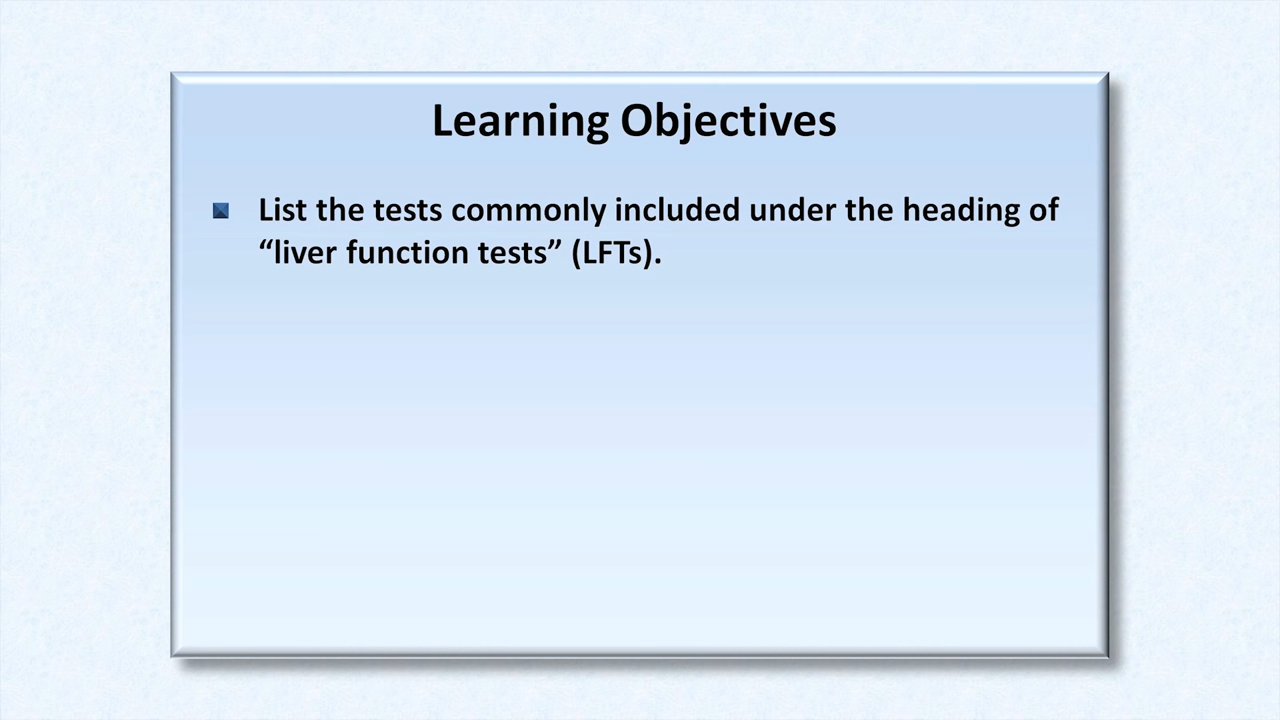 Learning Objectives
List the tests commonly included under the heading of
“liver function tests” (LFTs).